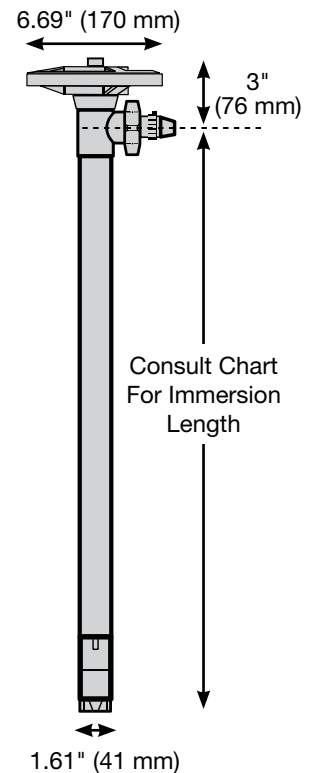 6.69" (170 mm)
3"
(76 mm)
Consult Chart
For Immersion
Length
1.61" (41 mm)